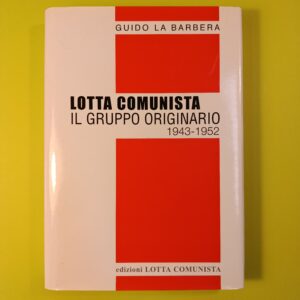 GUIDO LA BARBERA
LOTTA COMUNISTA
IL GRUPPO ORIGINARIO
1943-1952
edizioni LOTTA COMUNISTA